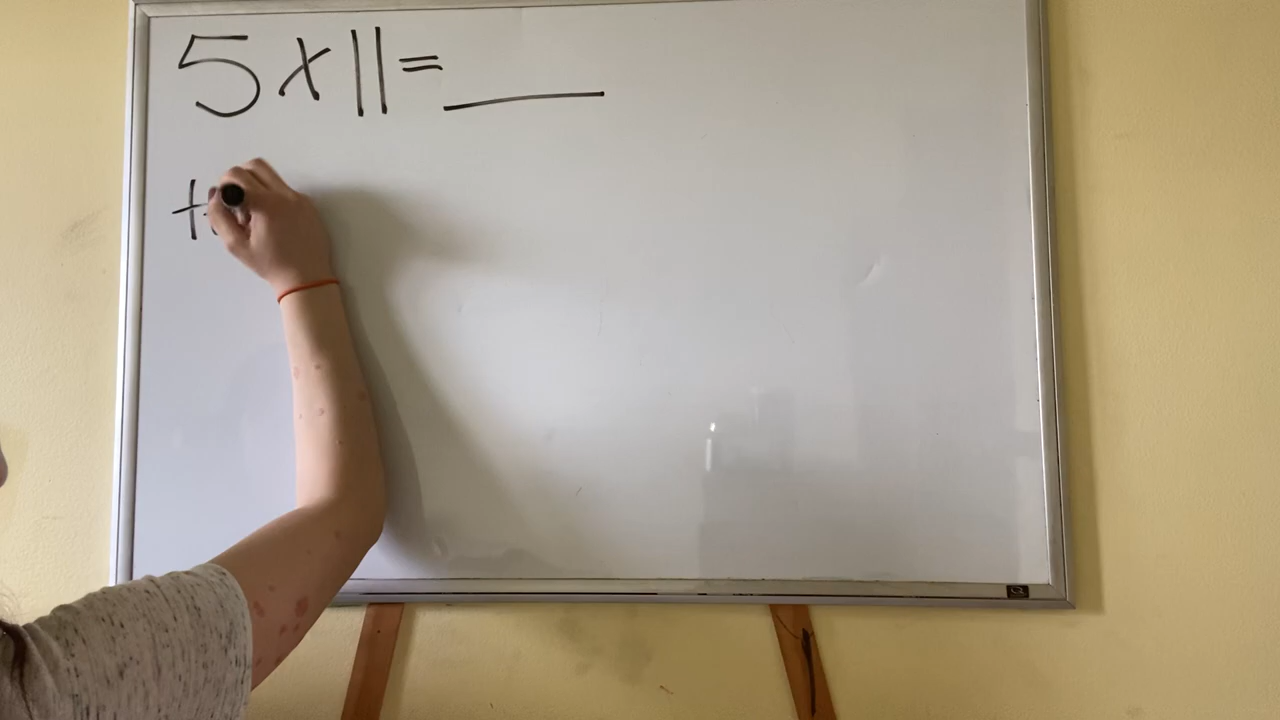 5 x 11 = ___